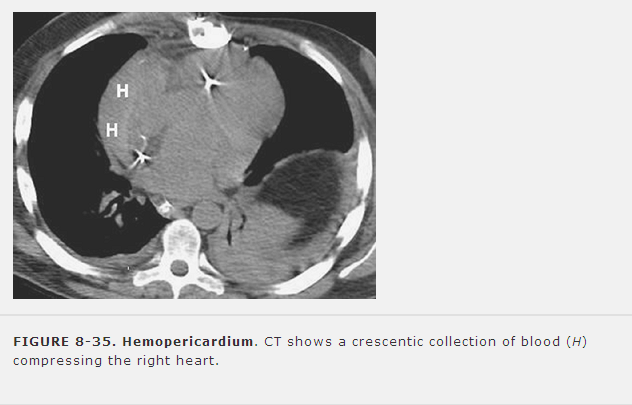 H
H
FIGURE 8-35. Hemopericardium. CT shows a crescentic collection of blood (H)
compressing the right heart.